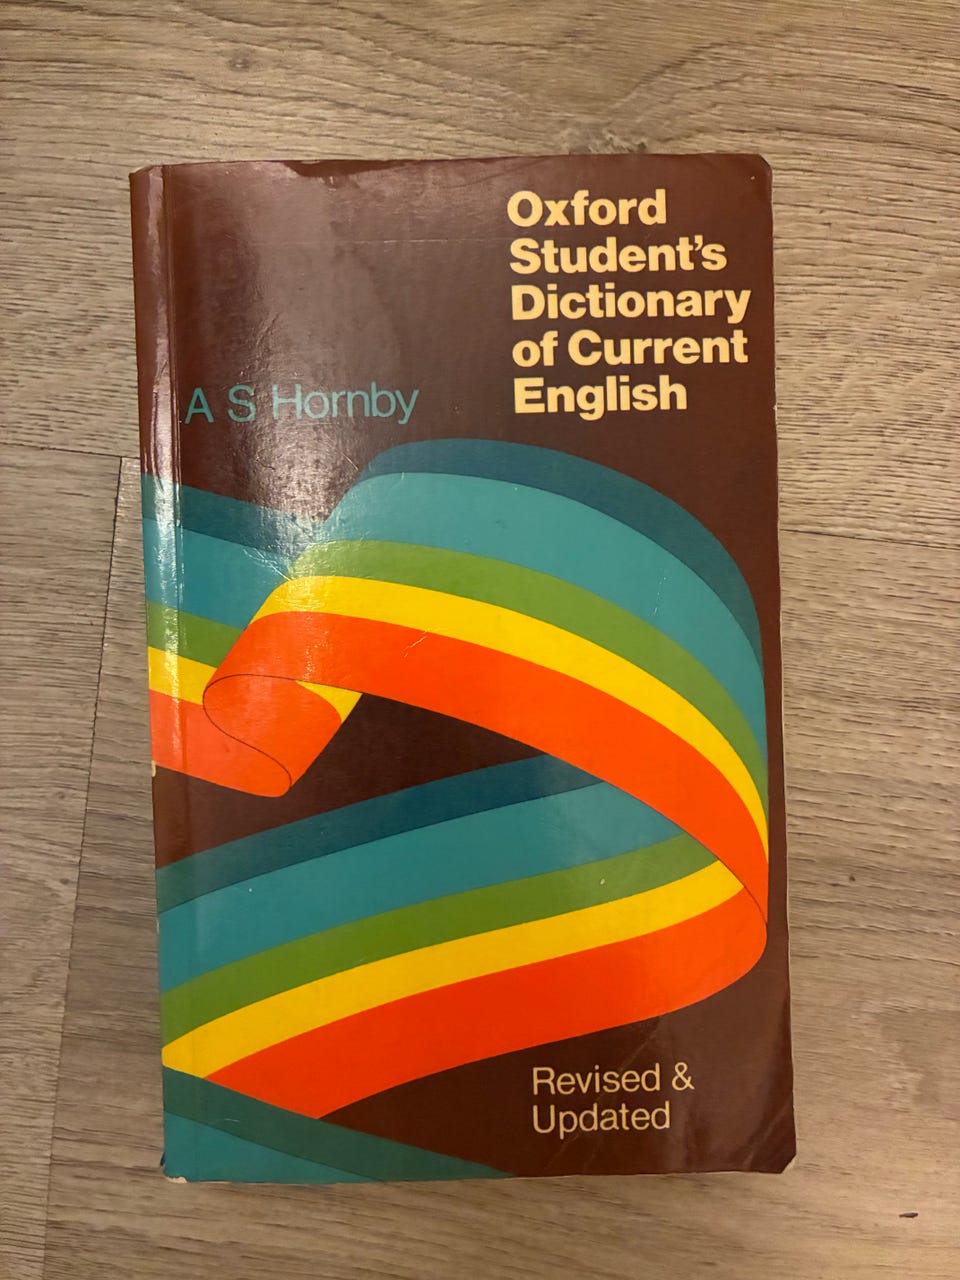 Oxford
Student's
Dictionary
of Current
English
A S Hornby
Revised &
Updated